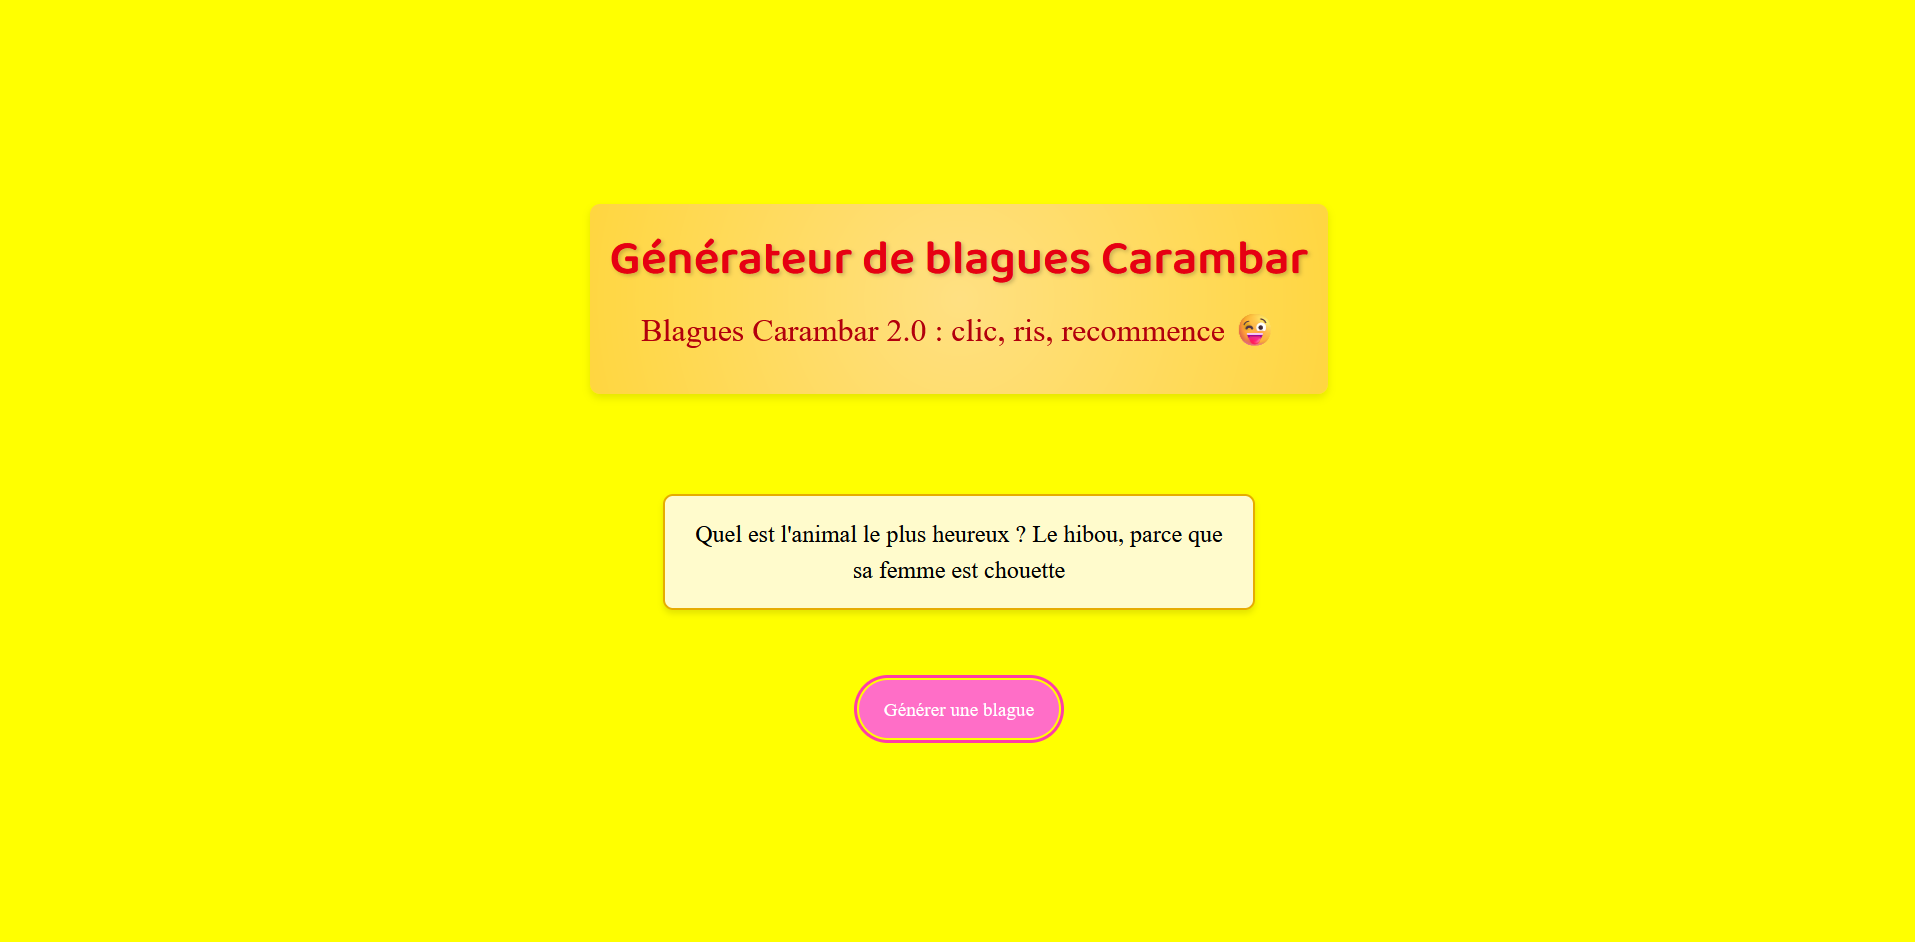 Générateur de blagues Carambar
Blagues Carambar 2.0 : clic, ris, recommence 😜
Quel est l'animal le plus heureux ? Le hibou, parce que
sa femme est chouette
Générer une blague